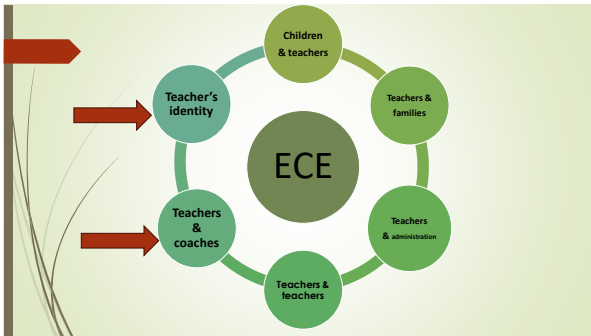 Children
& teachers
Teacher's
identity
Teachers &
families
ECE
Teachers
&
coaches
Teachers
& administration
Teachers &
teachers